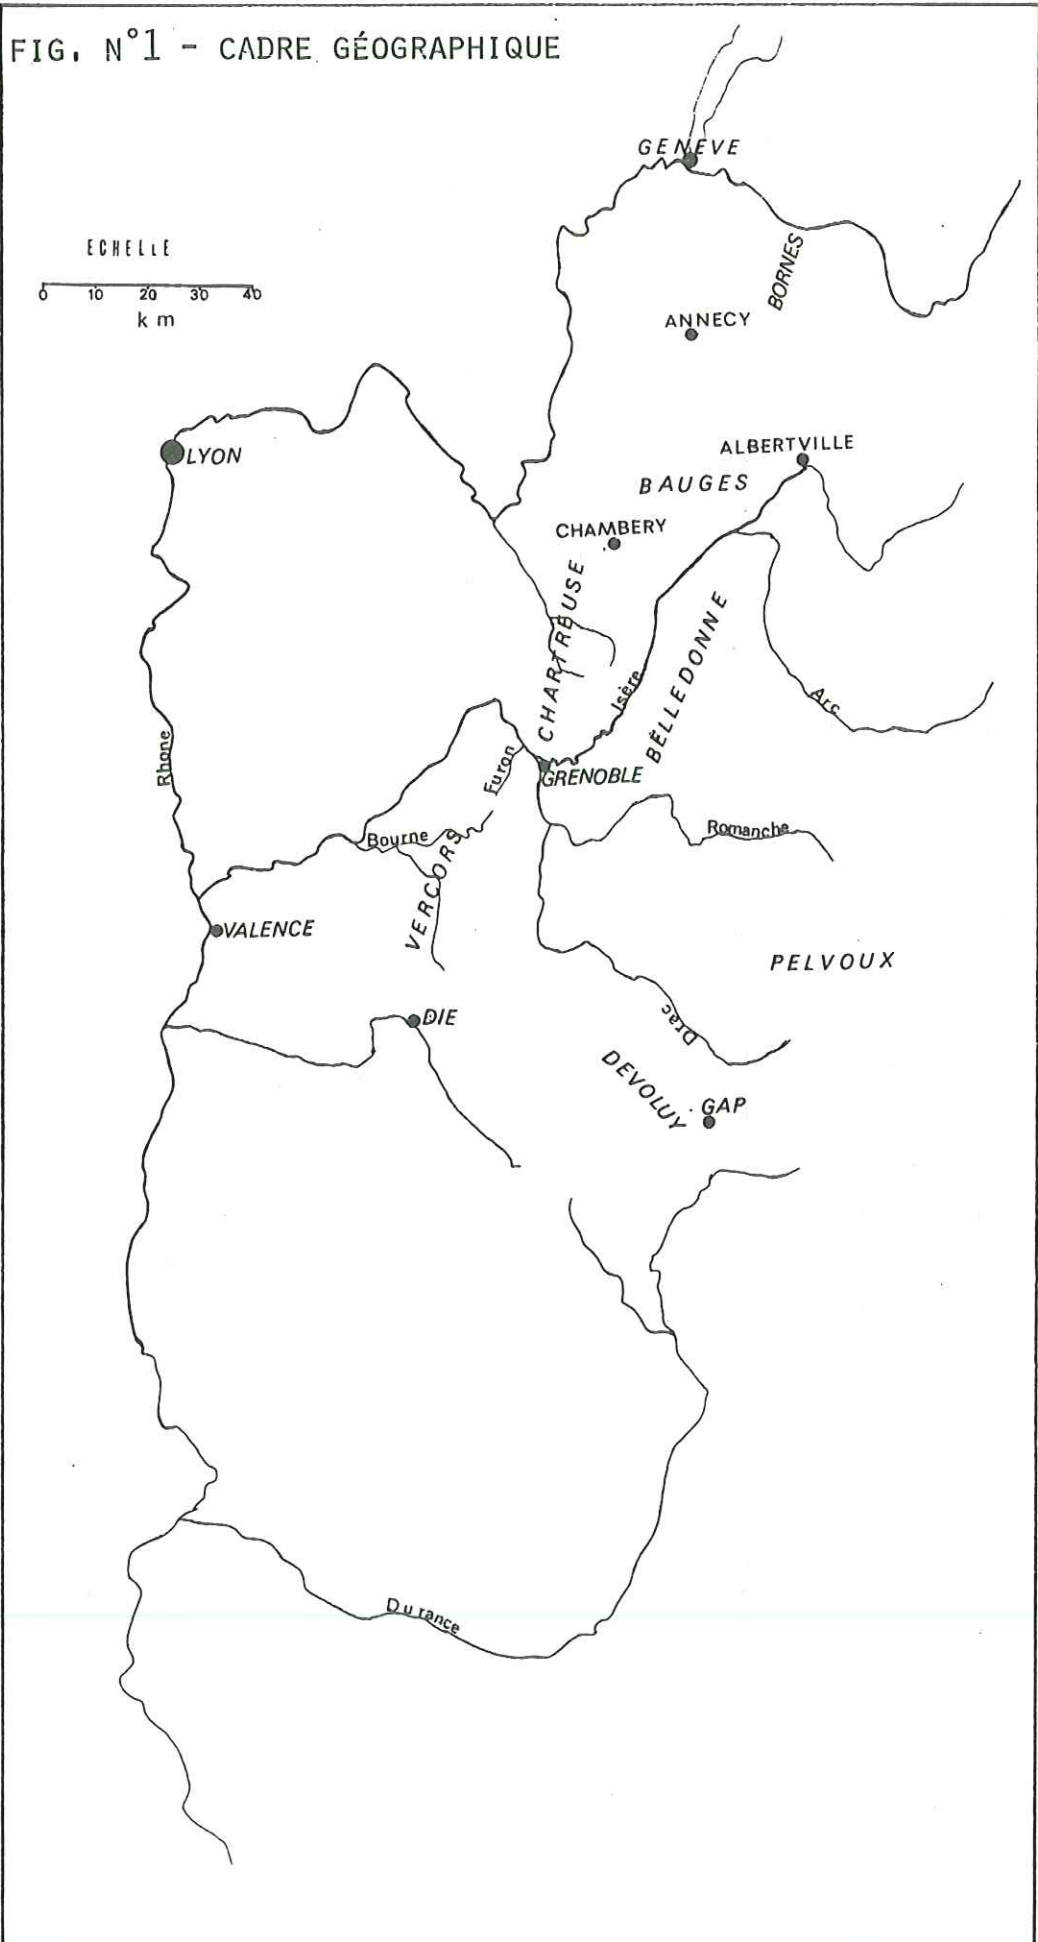 FIG. N°1 - CADRE GÉOGRAPHIQUE
GENEVE
ECHELLE
0 10 20 30 40
km
BORNES
ANNECY
ALBERTVILLE
LYON
BAUGES
CHAMBERY
CHARTREUSE
BELLEDONNE
Isère
Arc
Rhone
Furon
GRENOBLE
Bourne
Romanche
VERCORS
VALENCE
PELVOUX
DIE
Drac
DEVOLUY
GAP
Durance